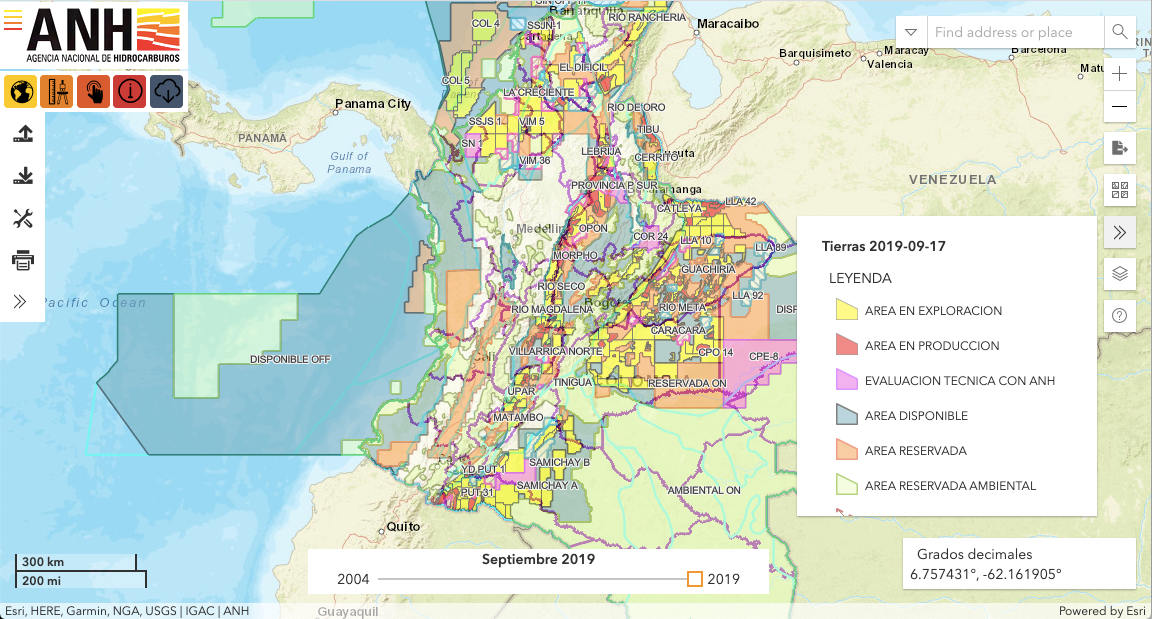 ANH
AGENCIA NACIONAL DE HIDROCARBUROS
Find address or place
RIO RANCHERIA
Maracaibo
COL 4
SSJN-1
Barquisimeto
Maracay
Valencia
Barcelona
EL DIFICIL
COL 5
LA CRECIENTE
Panama City
RIO DE ORO
PANAMÁ
SSJS 1
VIM 5
TIBU
SN 1
LEBRIJA
CERRITO
Gulf of
Panama
VIM 36
VENEZUELA
PROVINCIA P SUR
CATLEYA
LLA 42
Medellín
OPON
COR 24
LLA 10
LLA 89
MORPHO
GUACHIRIA
RIO SECO
LLA 92
Pacific Ocean
Bogotá
RIO MAGDALENA
RIO META
DISP
CARACARA
DISPONIBLE OFF
Cali
VILLARRICA NORTE
CPO 14
CPE-8
TINIGUA
RESERVADA ON
UPAR
MATAMBO
YD PUT 1
SAMICHAY B
PUT 31
SAMICHAY A
AMBIENTAL ON
Quito
Guayaquil
Tierras 2019-09-17
LEYENDA
AREA EN EXPLORACION
AREA EN PRODUCCION
EVALUACION TECNICA CON ANH
AREA DISPONIBLE
AREA RESERVADA
AREA RESERVADA AMBIENTAL
300 km
200 mi
Septiembre 2019
2004
2019
Grados decimales
6.757431°, -62.161905°
Esri, HERE, Garmin, NGA, USGS | IGAC | ANH
Powered by Esri